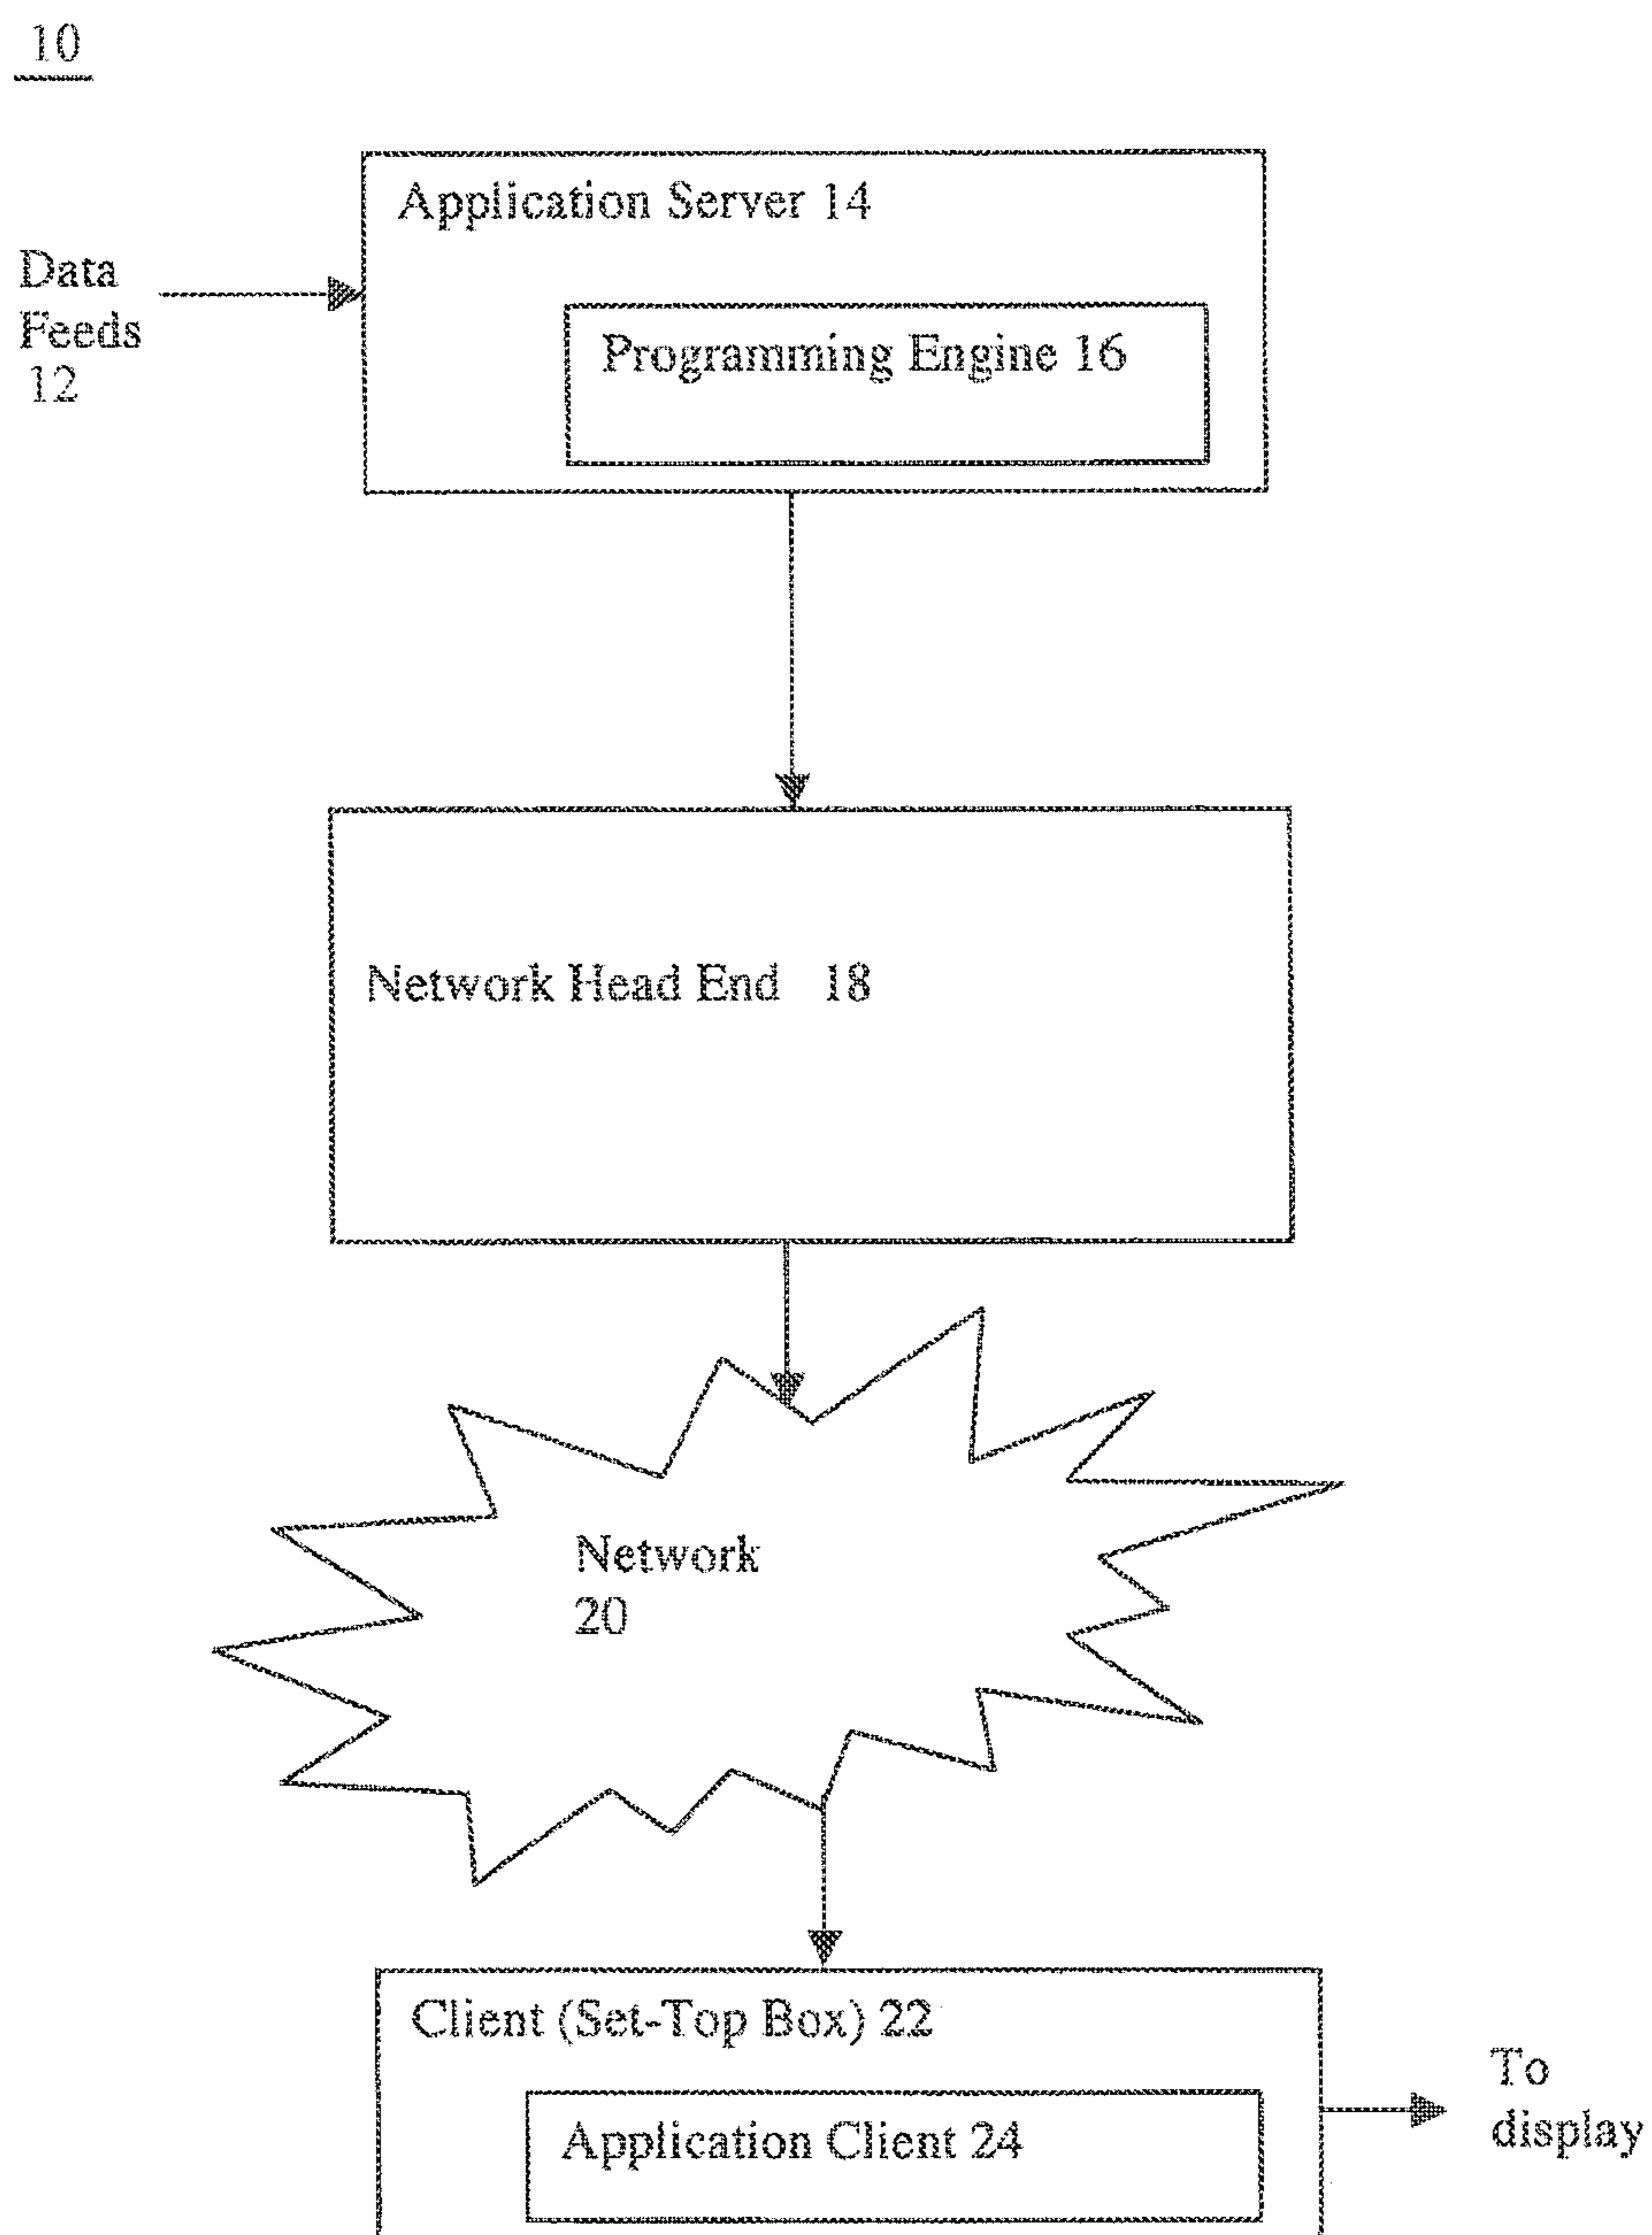 10
Application Server 14
Data
Feeds
12
Programming Engine 16
Network Head End 18
Network
20
Client (Set-Top Box) 22
To
display
Application Client 24